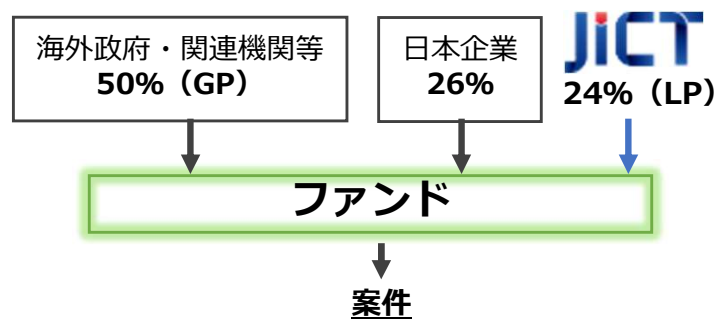 海外政府・関連機関等
50%（GP）
日本企業
26%
JiCT
24%（LP）
ファンド
案件